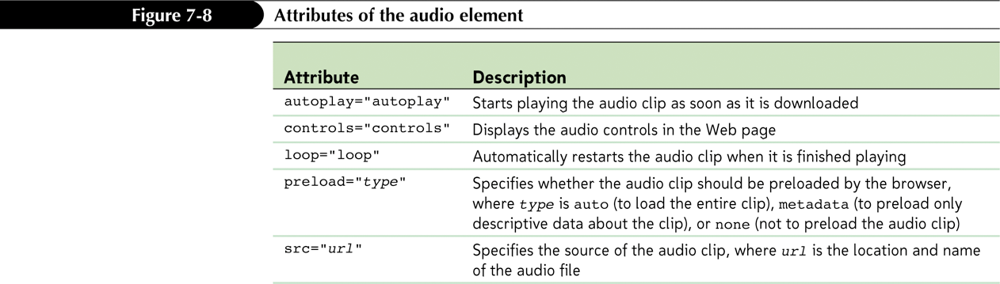 Figure 7-8 Attributes of the audio element
Attribute Description
autoplay="autoplay" Starts playing the audio clip as soon as it is downloaded
controls="controls" Displays the audio controls in the Web page
loop="loop" Automatically restarts the audio clip when it is finished playing
preload="type" Specifies whether the audio clip should be preloaded by the browser,
where type is auto (to load the entire clip), metadata (to preload only
descriptive data about the clip), or none (not to preload the audio clip)
src="url" Specifies the source of the audio clip, where url is the location and name
of the audio file